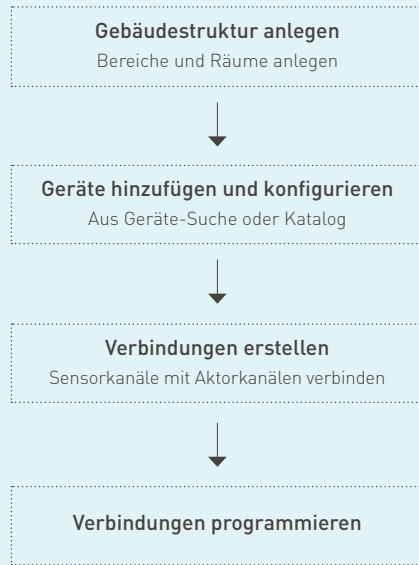 Gebäudestruktur anlegen
Bereiche und Räume anlegen
Geräte hinzufügen und konfigurieren
Aus Geräte-Suche oder Katalog
Verbindungen erstellen
Sensorkanäle mit Aktorkanälen verbinden
Verbindungen programmieren